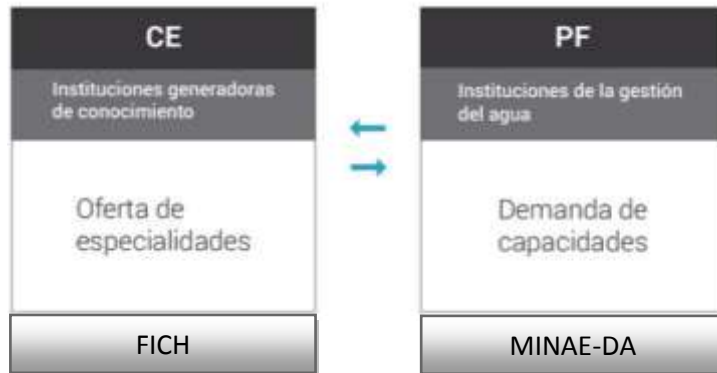 CE
Instituciones generadoras
de conocimiento
Oferta de
especialidades
FICH
PF
Instituciones de la gestión
del agua
Demanda de
capacidades
MINAE-DA